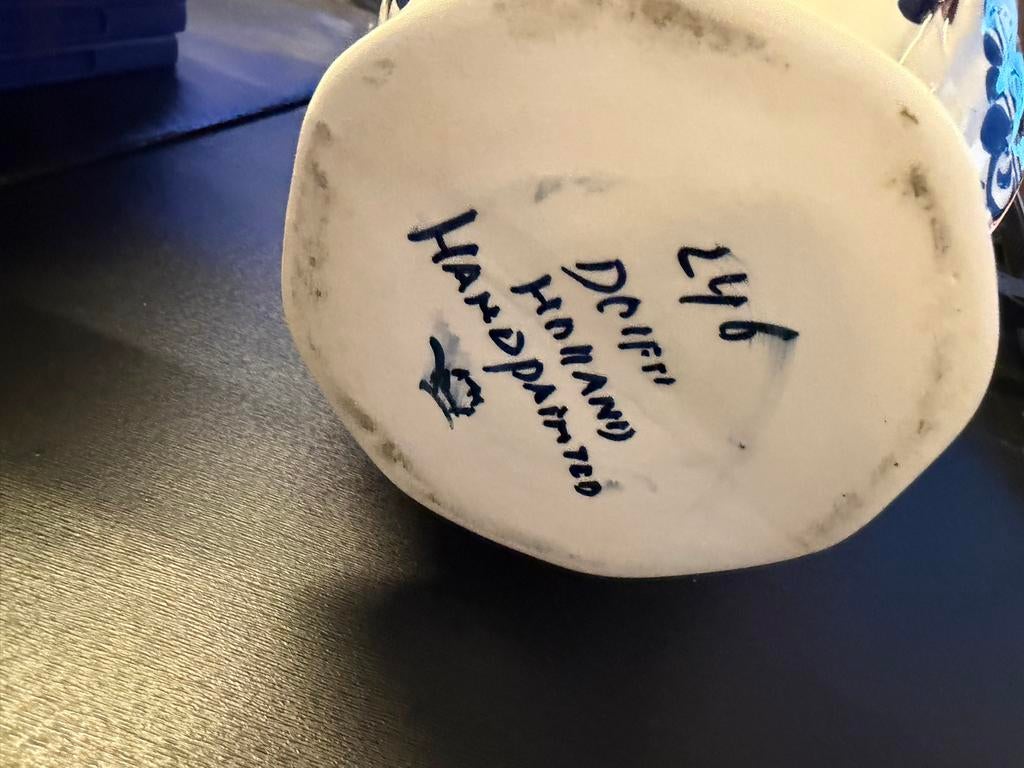 246
DelFT
HOllAND
HANDPAINTED